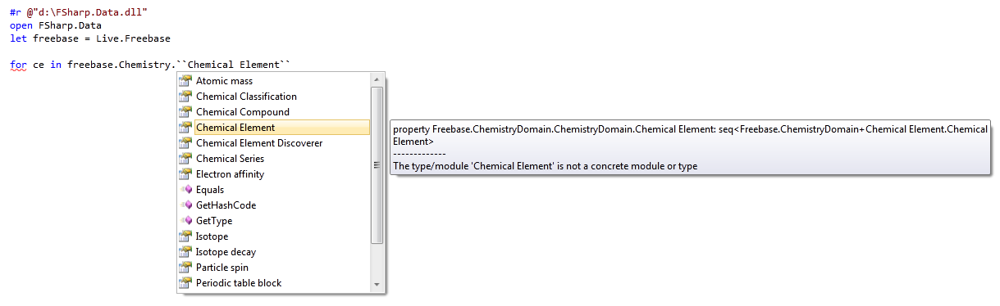 #r @"d:\FSharp.Data.dll"
open FSharp.Data
let freebase = Live.Freebase
for ce in freebase.Chemistry.``Chemical Element``
Atomic mass
Chemical Classification
Chemical Compound
Chemical Element
Chemical Element Discoverer
Chemical Series
Electron affinity
Equals
GetHashCode
GetType
Isotope
Isotope decay
Particle spin
Periodic table block
property Freebase.ChemistryDomain.ChemistryDomain.Chemical Element: seq<Freebase.ChemistryDomain+Chemical Element.Chemical
Element>
-------------
The type/module 'Chemical Element' is not a concrete module or type